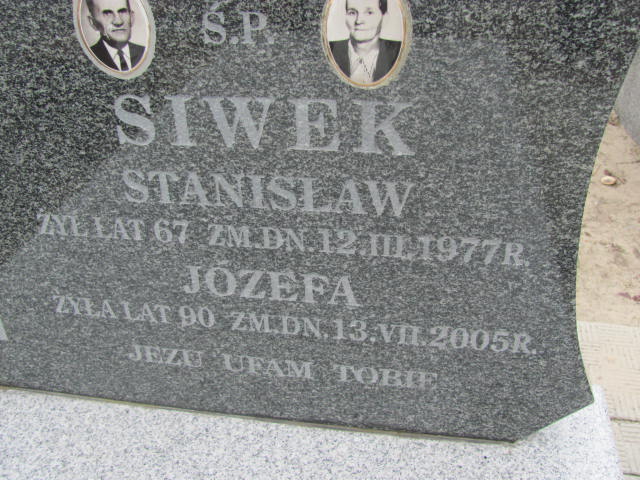 Ś.P.
SIWEK
STANISŁAW
ŻYŁ LAT 67 ZM.DN.12.III.1977R.
JÓZEFA
ŻYŁA LAT 90 ZM.DN.13.VII.2005R.
JEZU UFAM TOBIE